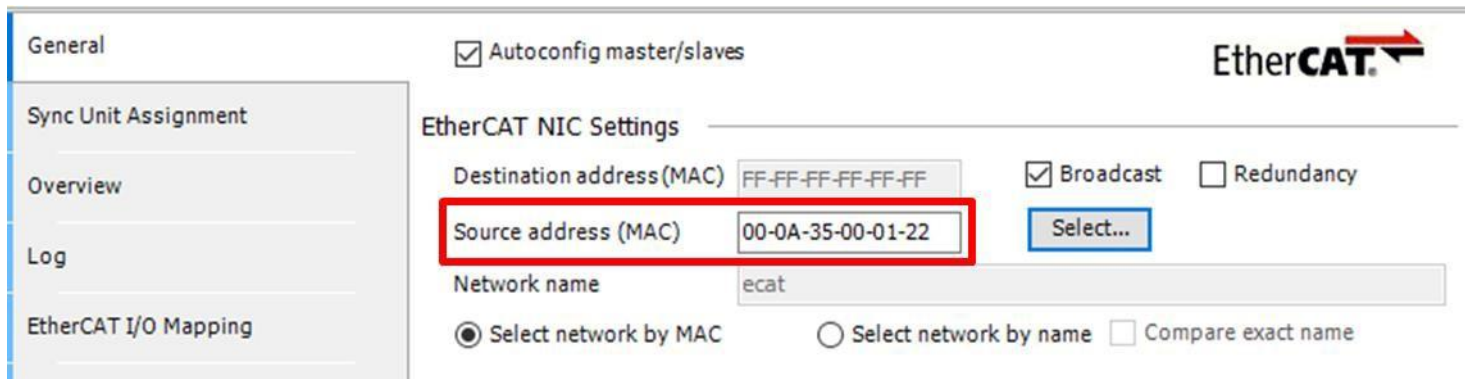 General
Autoconfig master/slaves
EtherCAT.
Sync Unit Assignment
EtherCAT NIC Settings
Overview
Destination address (MAC) FF-FF-FF-FF-FF-FF Broadcast Redundancy
Source address (MAC) 00-0A-35-00-01-22 Select...
Log
Network name ecat
EtherCAT I/O Mapping
Select network by MAC Select network by name Compare exact name